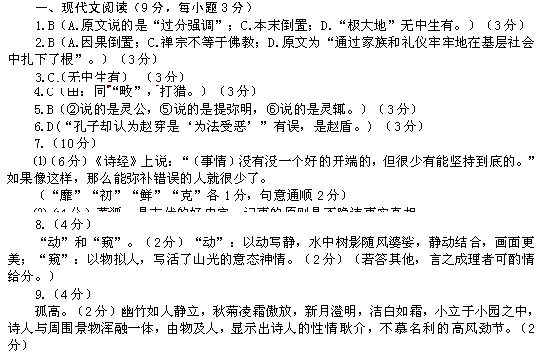 一、现代文阅读（9分，每小题3分）
1.B（A.原文说的是“过分强调”；C.本末倒置；D.“极大地”无中生有。）（3分）
2.B（A.因果倒置；C.禅宗不等于佛教；D.原文为“通过家族和礼仪牢牢地在基层社会
中扎下了根”。）（3分）
3.C(无中生有)（3分）
4.C（田：同“畋”，打猎。）（3分）
5.B（②说的是灵公，⑤说的是提弥明，⑥说的是灵辄。）（3分）
6.D(“孔子却认为赵穿是‘为法受恶’”有误，是赵盾。)（3分）
7.（10分）
⑴（6分）《诗经》上说：“（事情）没有没一个好的开端的，但很少有能坚持到底的。”
如果像这样，那么能弥补错误的人就很少了。
（“靡”“初”“鲜”“克”各1分，句意通顺2分）
8.（4分）
“动”和“窥”。（2分）“动”：以动写静，水中树影随风婆娑，静动结合，画面更
美；“窥”：以物拟人，写活了山光的意态神情。（2分）（若答其他，言之成理者可酌情
给分。）
9.（4分）
孤高。（2分）幽竹如人静立，秋菊凌霜傲放，新月澄明，洁白如霜，小立于小园之中，
诗人与周围景物浑融一体，由物及人，显示出诗人的性情耿介，不慕名利的高风劲节。（2
分）